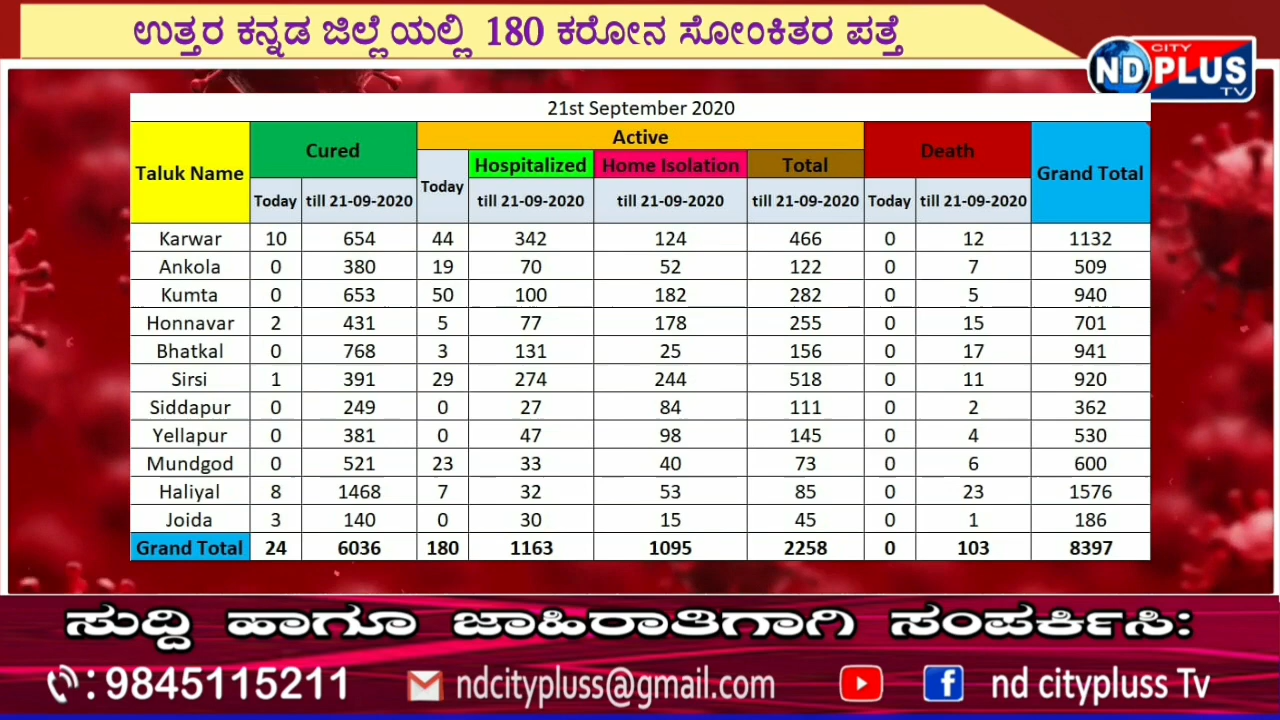 ಉತ್ತರ ಕನ್ನಡ ಜಿಲ್ಲೆಯಲ್ಲಿ 180 ಕರೋನ ಸೋಂಕಿತರ ಪತ್ತೆ
CITY
ND PLUS
TV
21st September 2020
Taluk Name Cured Active Death Grand Total
Hospitalized Home Isolation Total
Today till 21-09-2020 Today till 21-09-2020 till 21-09-2020 till 21-09-2020 Today till 21-09-2020
Karwar 10 654 44 342 124 466 0 12 1132
Ankola 0 380 19 70 52 122 0 7 509
Kumta 0 653 50 100 182 282 0 5 940
Honnavar 2 431 5 77 178 255 0 15 701
Bhatkal 0 768 3 131 25 156 0 17 941
Sirsi 1 391 29 274 244 518 0 11 920
Siddapur 0 249 0 27 84 111 0 2 362
Yellapur 0 381 0 47 98 145 0 4 530
Mundgod 0 521 23 33 40 73 0 6 600
Haliyal 8 1468 7 32 53 85 0 23 1576
Joida 3 140 0 30 15 45 0 1 186
Grand Total 24 6036 180 1163 1095 2258 0 103 8397
ಸುದ್ದಿ ಹಾಗೂ ಜಾಹಿರಾತಿಗಾಗಿ ಸಂಪರ್ಕಿಸಿ:
: 9845115211 ndcitypluss@gmail.com f nd citypluss Tv